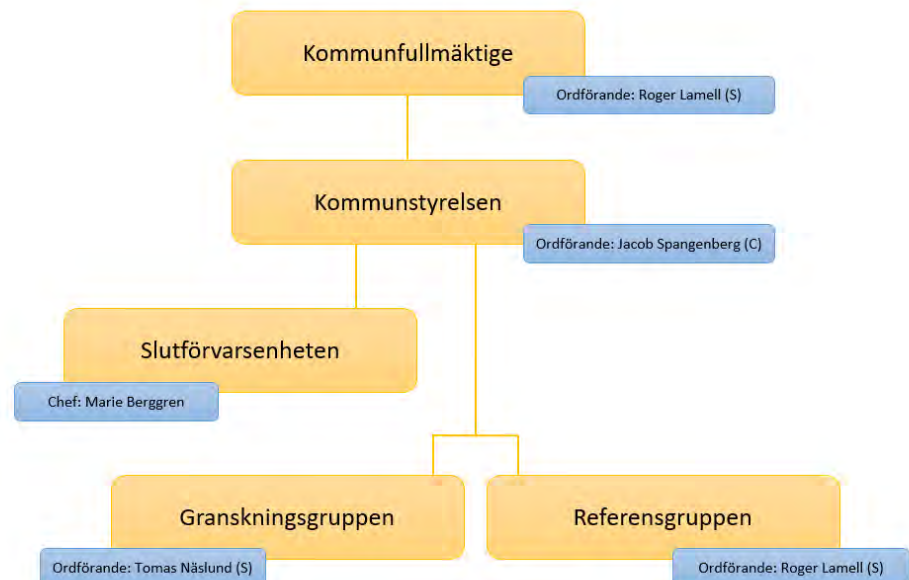 Kommunfullmäktige
Ordförande: Roger Lamell (S)
Kommunstyrelsen
Ordförande: Jacob Spangenberg (C)
Slutförvarsenheten
Chef: Marie Berggren
Granskningsgruppen
Ordförande: Tomas Näslund (S)
Referensgruppen
Ordförande: Roger Lamell (S)